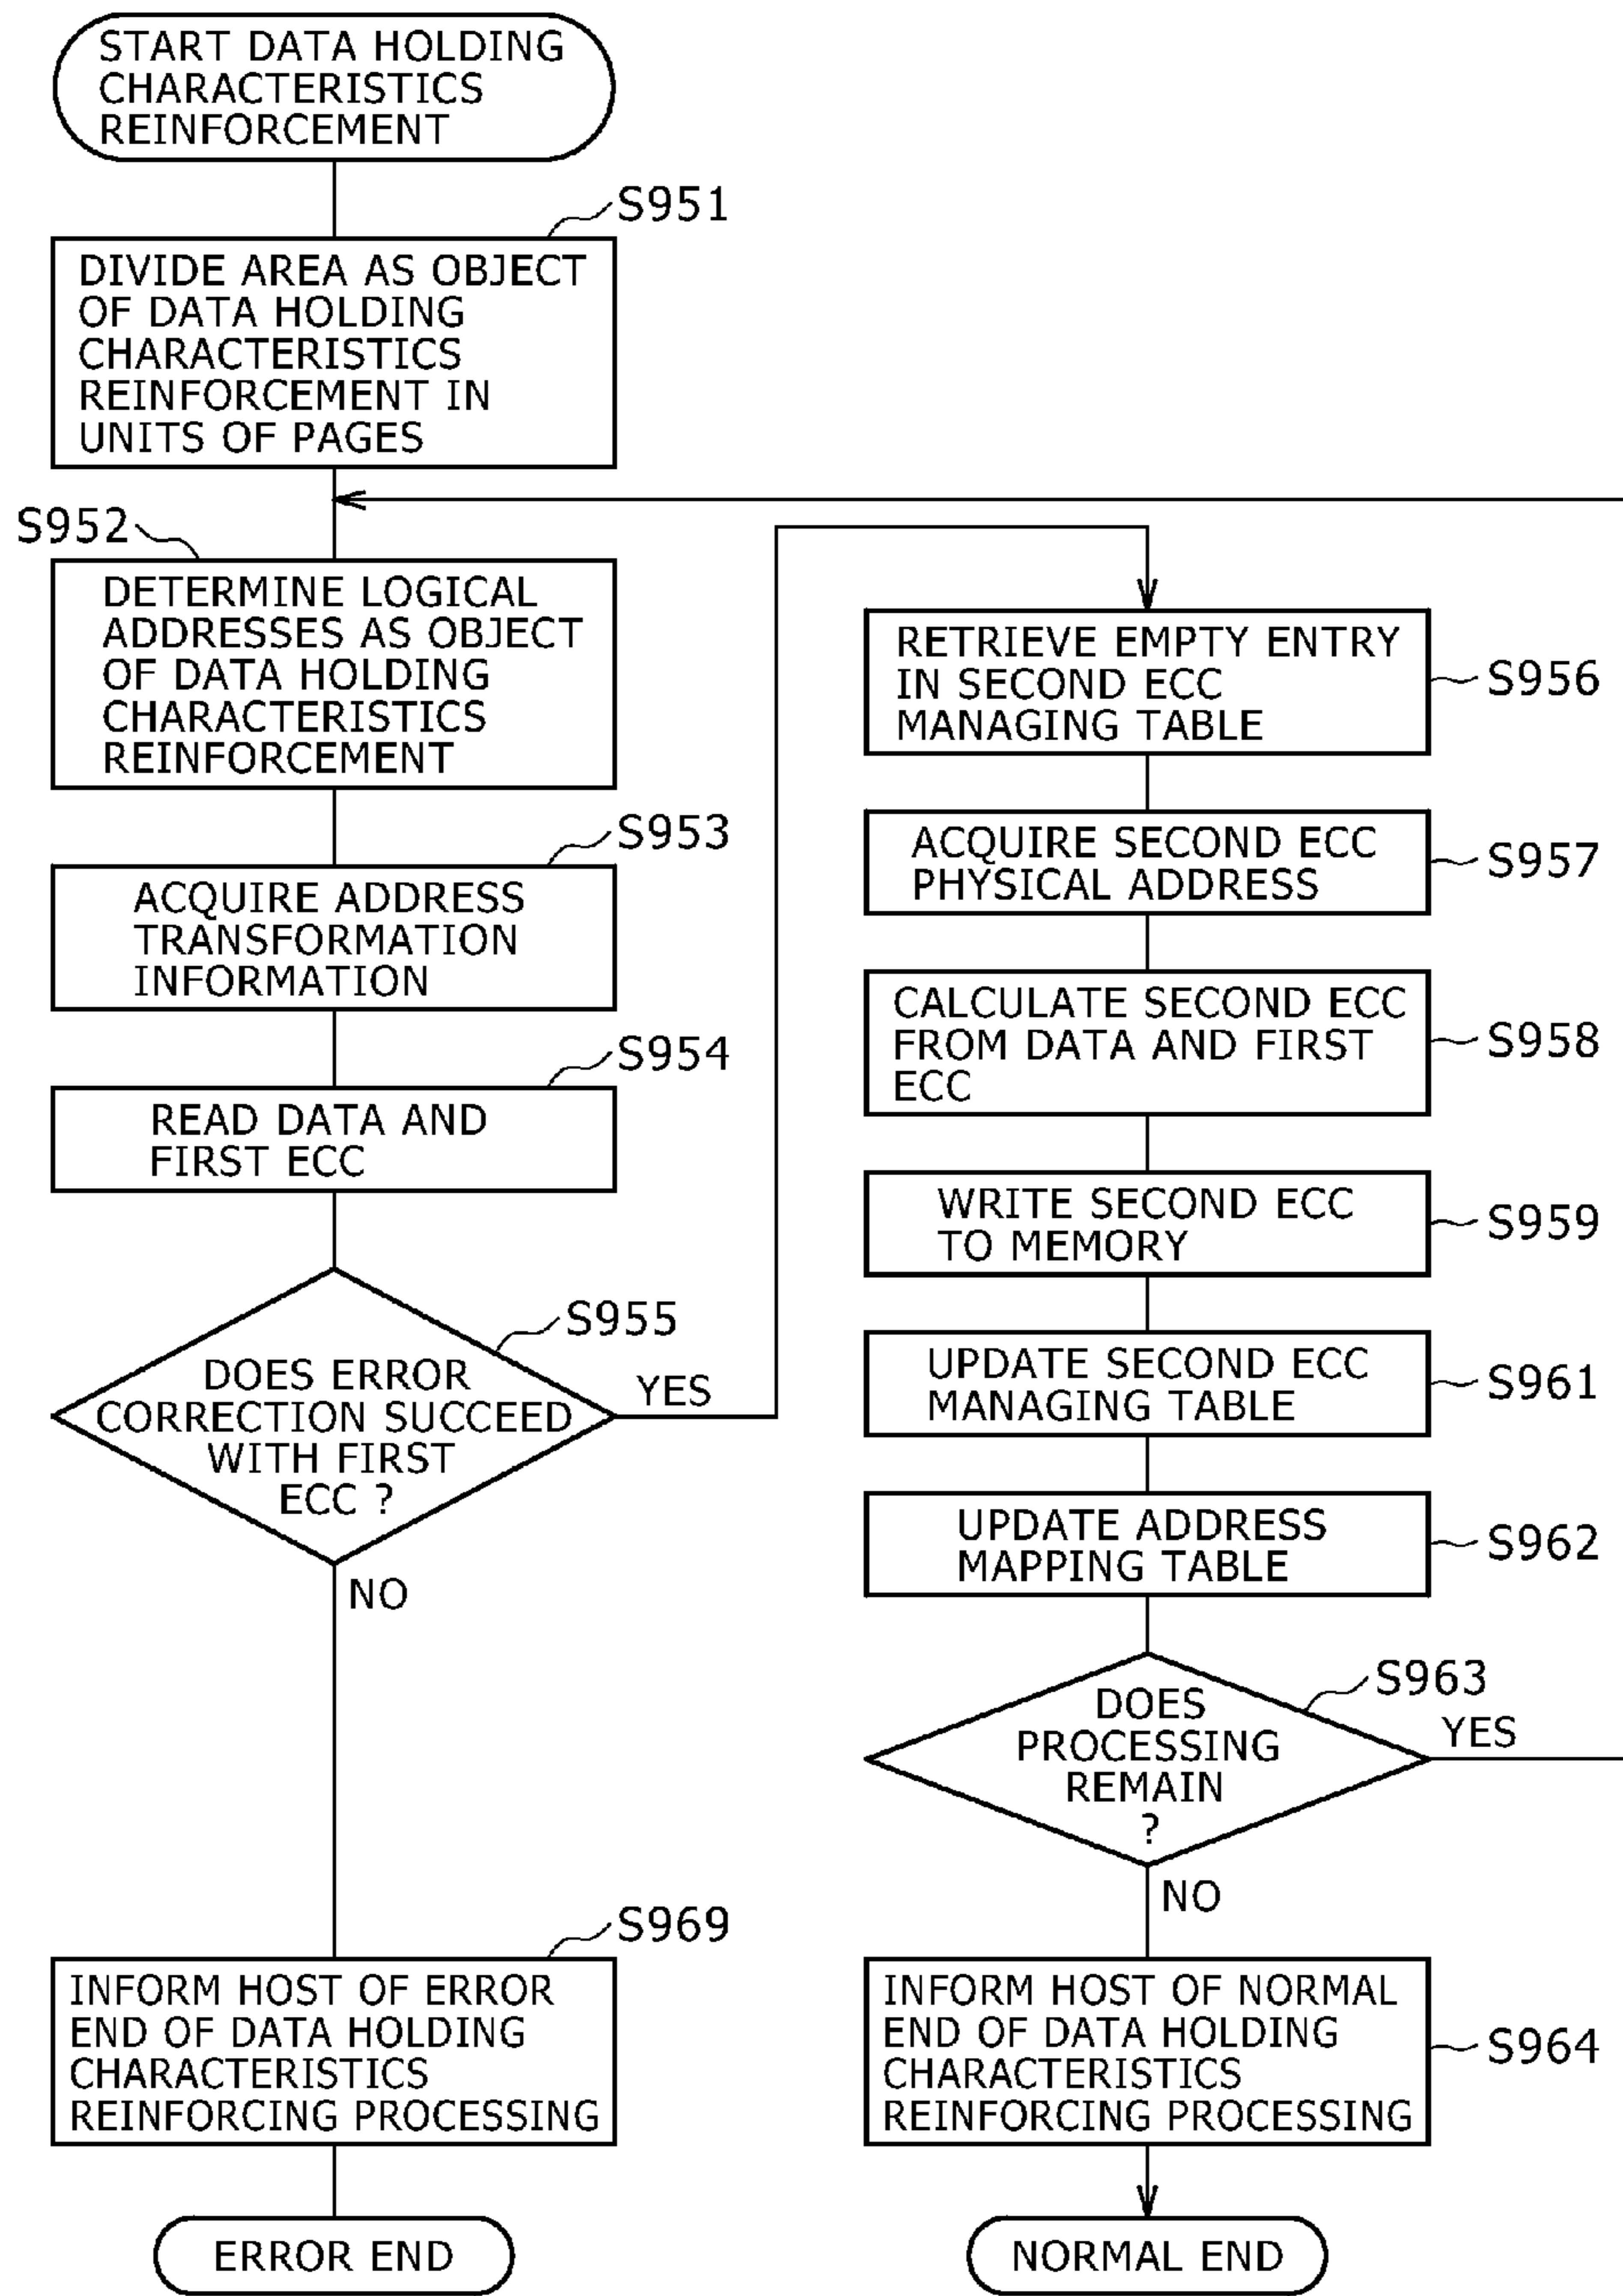 START DATA HOLDING
CHARACTERISTICS
REINFORCEMENT
S951
DIVIDE AREA AS OBJECT
OF DATA HOLDING
CHARACTERISTICS
REINFORCEMENT IN
UNITS OF PAGES
S952
DETERMINE LOGICAL
ADDRESSES AS OBJECT
OF DATA HOLDING
CHARACTERISTICS
REINFORCEMENT
S953
ACQUIRE ADDRESS
TRANSFORMATION
INFORMATION
S954
READ DATA AND
FIRST ECC
S955
DOES ERROR
CORRECTION SUCCEED
WITH FIRST
ECC ?
YES
NO
S969
INFORM HOST OF ERROR
END OF DATA HOLDING
CHARACTERISTICS
REINFORCING PROCESSING
ERROR END
RETRIEVE EMPTY ENTRY
IN SECOND ECC
MANAGING TABLE
S956
ACQUIRE SECOND ECC
PHYSICAL ADDRESS
S957
CALCULATE SECOND ECC
FROM DATA AND FIRST
ECC
S958
WRITE SECOND ECC
TO MEMORY
S959
UPDATE SECOND ECC
MANAGING TABLE
S961
UPDATE ADDRESS
MAPPING TABLE
S962
S963
DOES
PROCESSING
REMAIN
?
YES
NO
INFORM HOST OF NORMAL
END OF DATA HOLDING
CHARACTERISTICS
REINFORCING PROCESSING
S964
NORMAL END